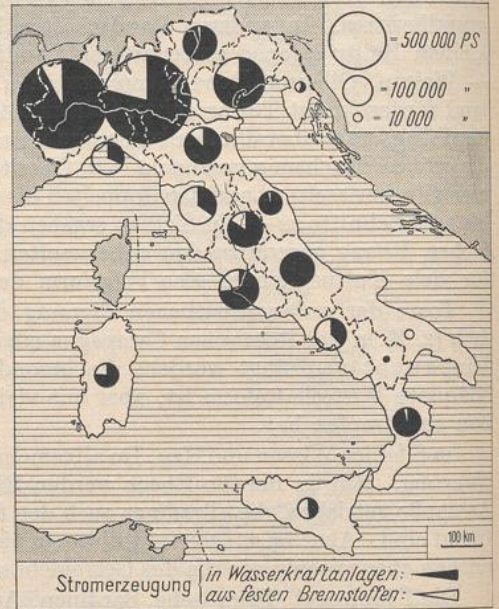 = 500 000 PS
= 100 000 "
= 10 000 "
100 km
Stromerzeugung { in Wasserkraftanlagen:
aus festen Brennstoffen: